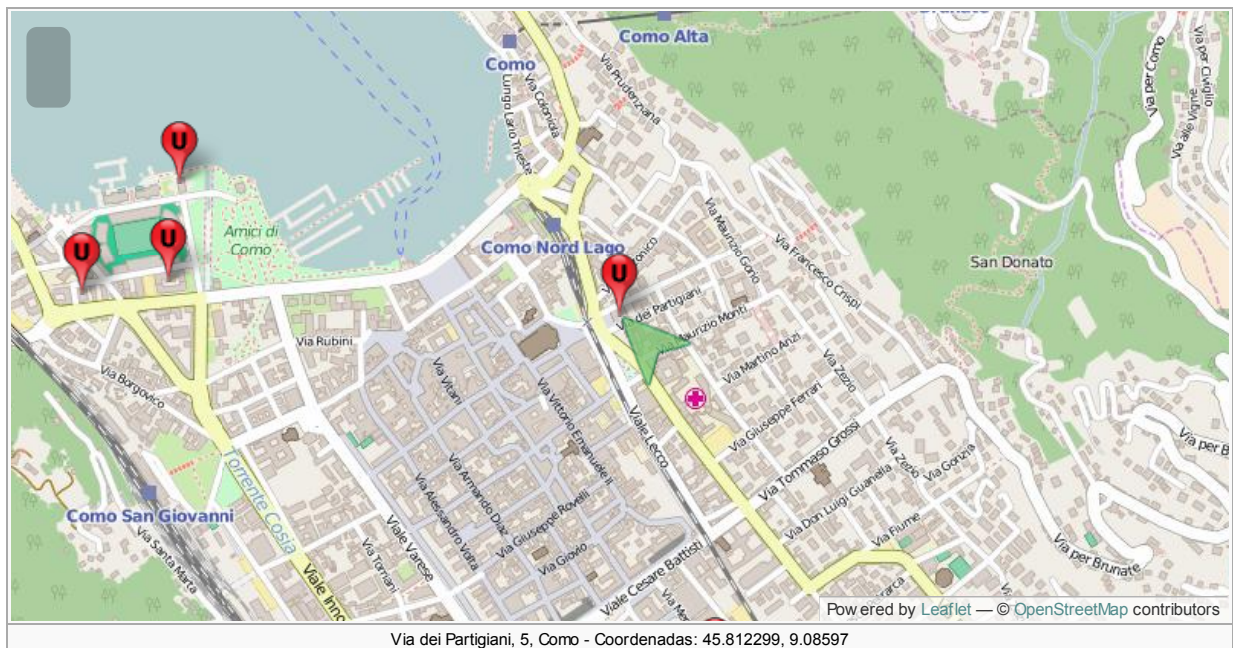 Brunate
Como Alta
Como
Via Prudenziana
Via per Como
Via per Civiglio
Via alle Vigne
Via Coloniola
Lungo Lario Trieste
U
U
U
U
Amici di
Como
Como Nord Lago
Via Maurizio Gorio
Via Francesco Crispi
San Donato
Via dei Partigiani
Via Maurizio Monti
Via Rubini
Via Martino Anzi
Via Zezio
Via Borgovico
Via Vitani
Via Vittorio Emanuele II
Via Giuseppe Ferrari
Viale Lecco
Via Tommaso Grossi
Via per B
Torrente Cosia
Via Armando Diaz
Via Alessandro Volta
Via Giuseppe Rovelli
Via Zezio
Via Gorizia
Via Don Luigi Guanella
Como San Giovanni
Via Santa Marta
Viale Varese
Via Tomani
Via Giovio
Viale Cesare Battisti
Via Fiume
Via per Brunate
Viale Inno
Powered by Leaflet — © OpenStreetMap contributors
Via dei Partigiani, 5, Como - Coordenadas: 45.812299, 9.08597